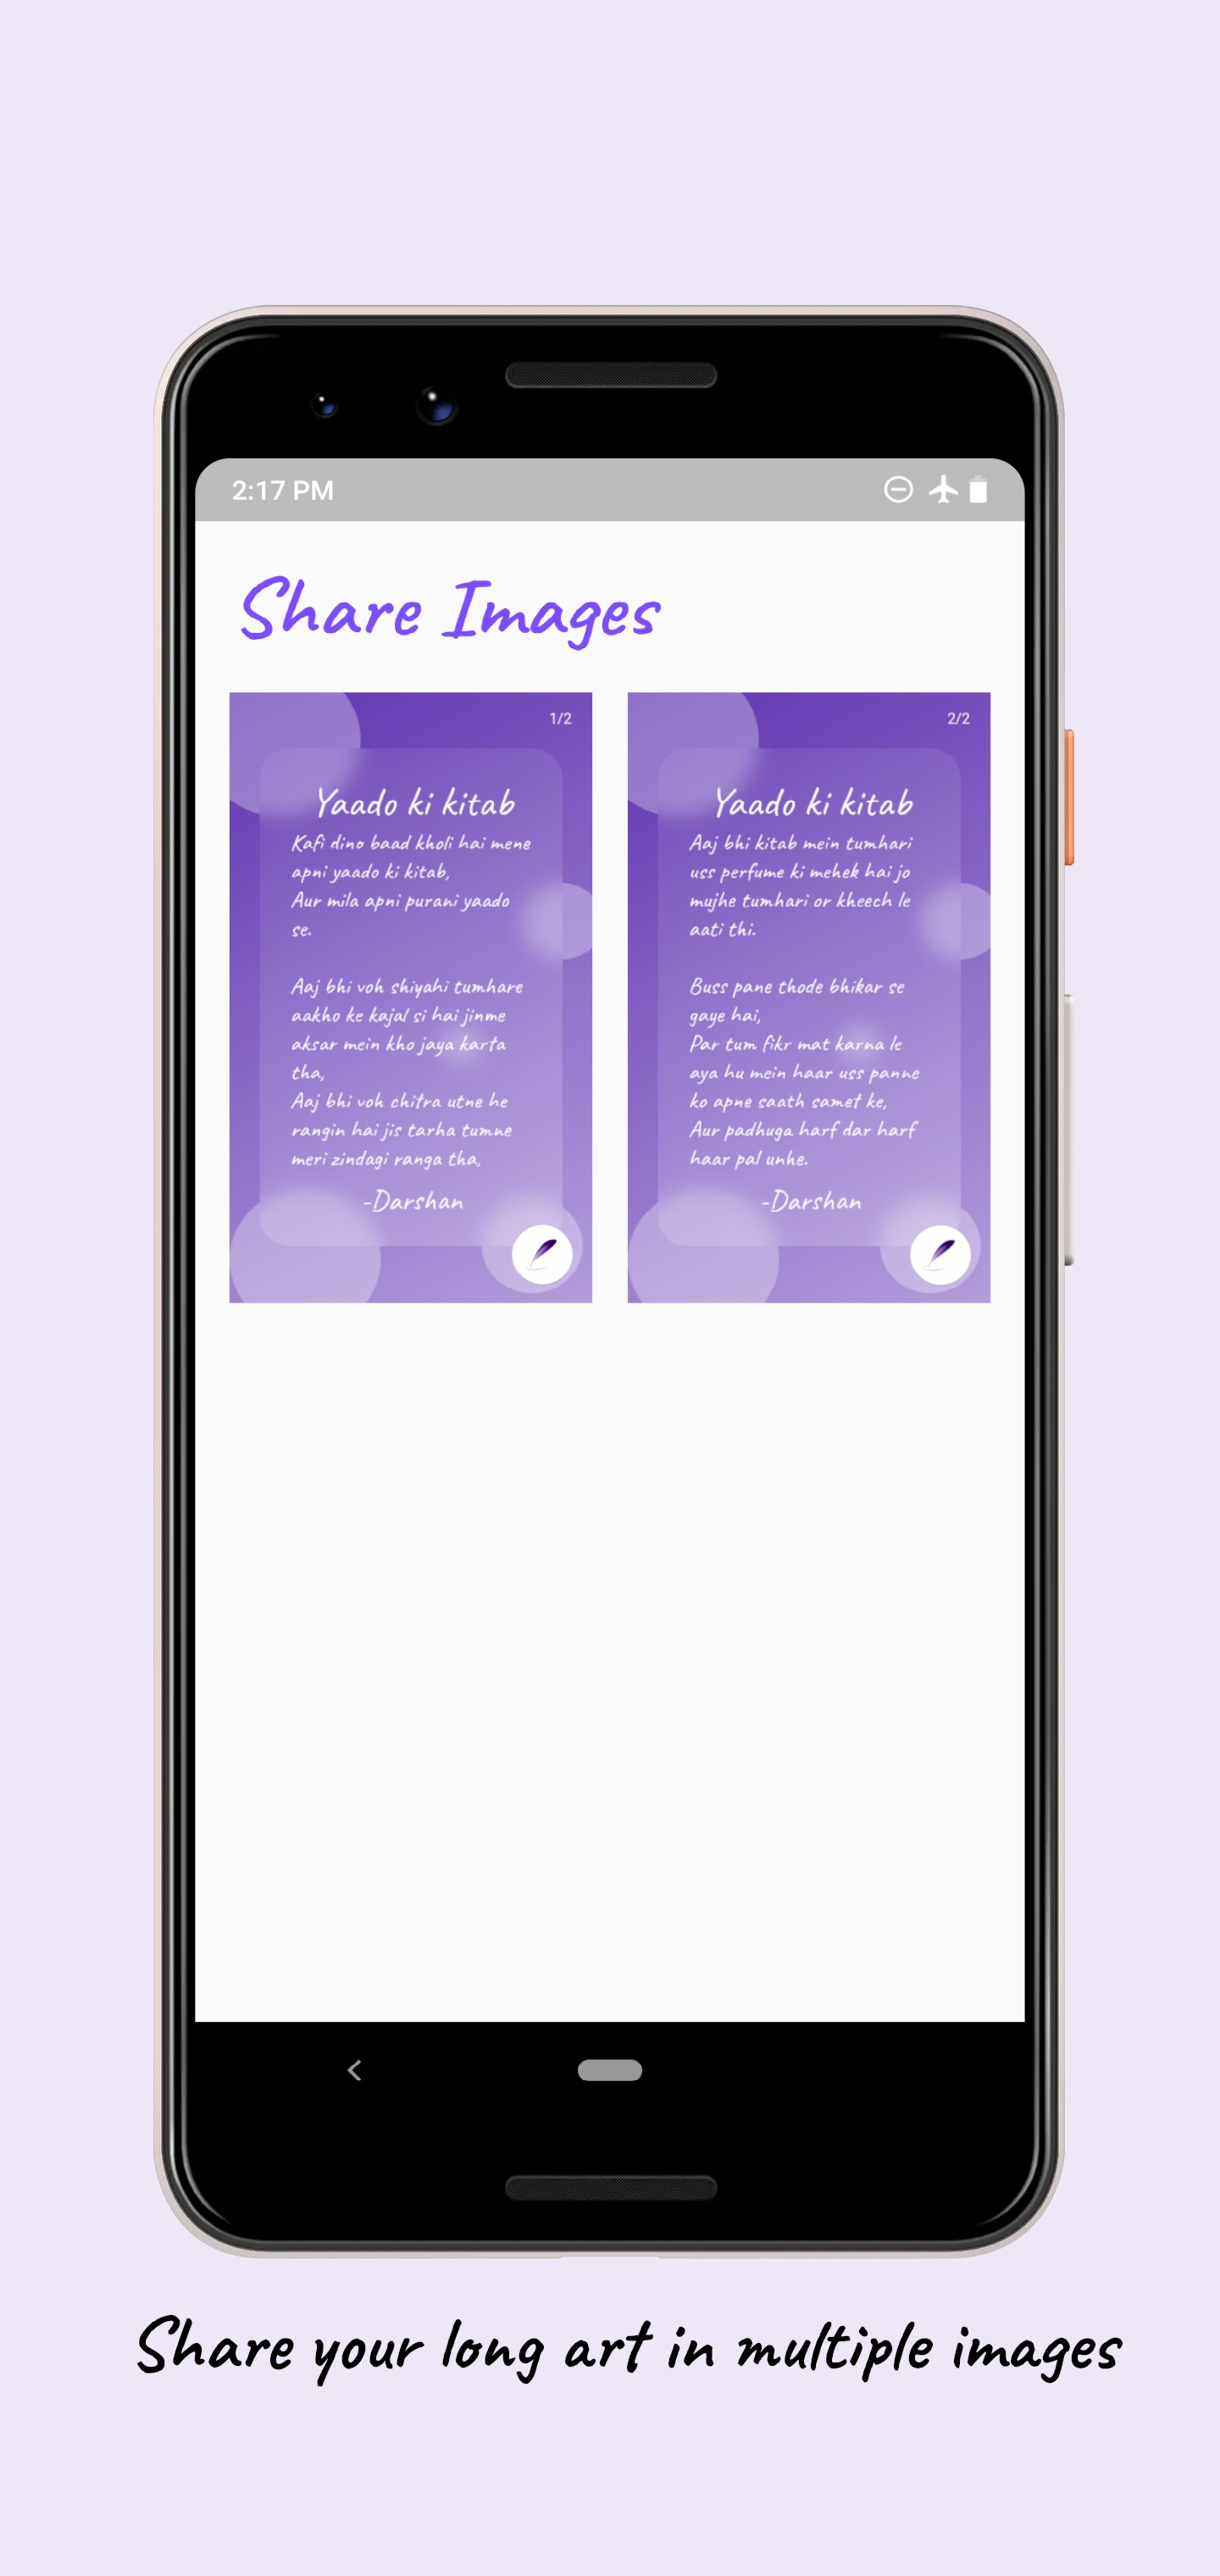 2:17 PM
Share Images
1/2
Yaado ki kitab
Kafi dino baad kholi hai mene
apni yaado ki kitab,
Aur mila apni purani yaado
se.
Aaj bhi voh shiyahi tumhare
aakho ke kajal si hai jinme
aksar mein kho jaya karta
tha,
Aaj bhi voh chitra utne he
rangin hai jis tarha tumne
meri zindagi ranga tha,
-Darshan
2/2
Yaado ki kitab
Aaj bhi kitab mein tumhari
uss perfume ki mehek hai jo
mujhe tumhari or kheech le
aati thi.
Buss pane thode bhikar se
gaye hai,
Par tum fikr mat karna le
aya hu mein haar uss panne
ko apne saath samet ke,
Aur padhuga harf dar harf
haar pal unhe.
-Darshan
Share your long art in multiple images